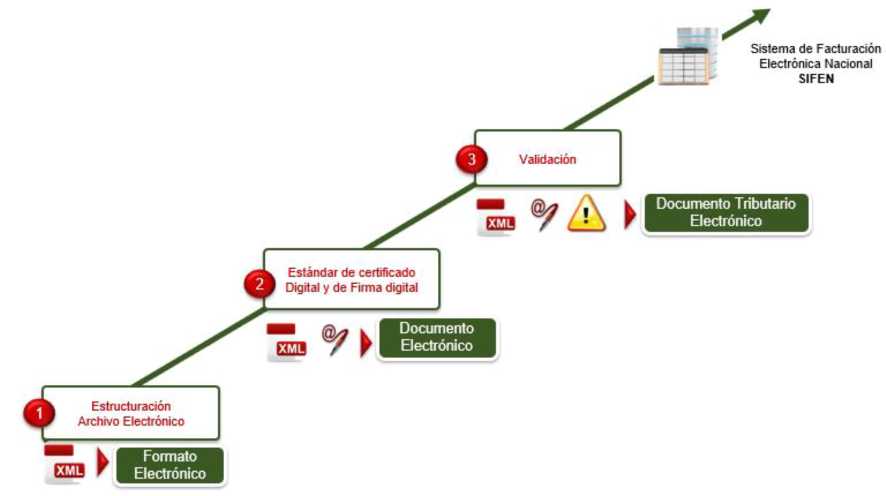 Sistema de Facturación
Electrónica Nacional
SIFEN
3
Validación
XML
@
Documento Tributario
Electrónico
2
Estándar de certificado
Digital y de Firma digital
XML
@
Documento
Electrónico
1
Estructuración
Archivo Electrónico
XML
Formato
Electrónico